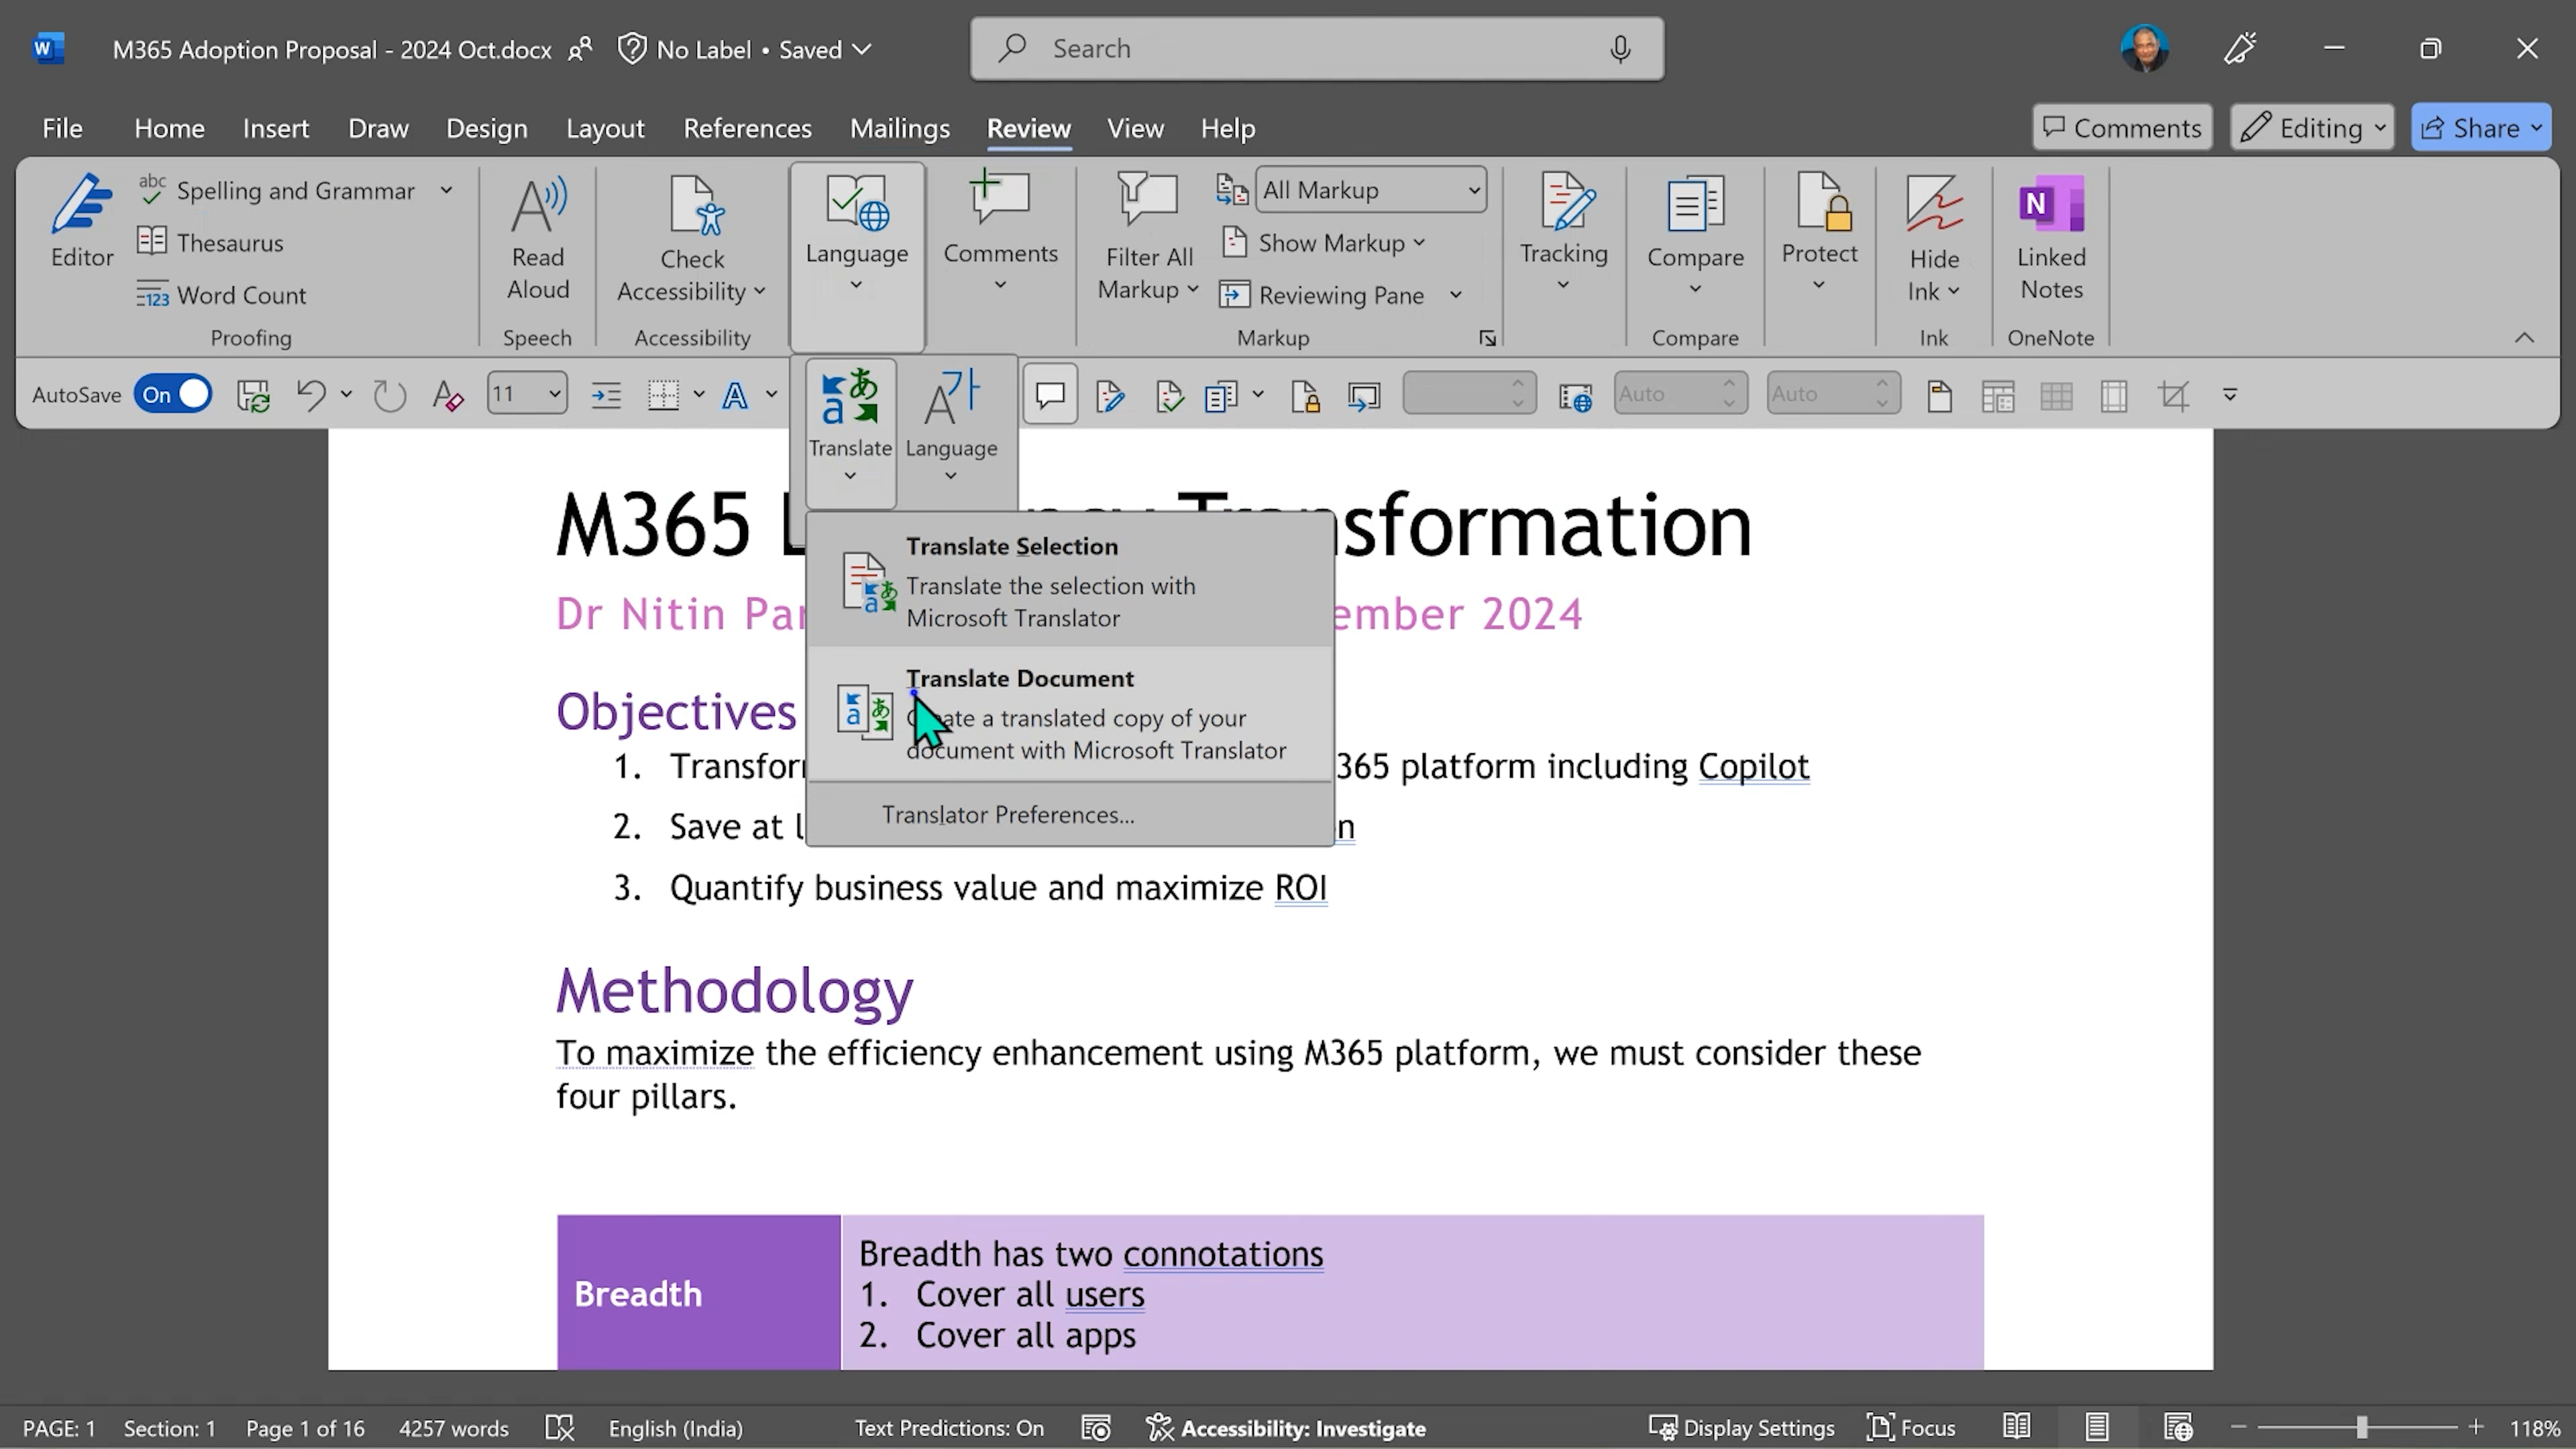 M365 Adoption Proposal - 2024 Oct.docx No Label • Saved
Search
File Home Insert Draw Design Layout References Mailings Review View Help
Comments Editing Share
Editor
abc Spelling and Grammar
Thesaurus
123 Word Count
Proofing
Read
Aloud
Speech
Check
Accessibility
Accessibility
Language
Comments
Filter All
Markup
All Markup
Show Markup
Reviewing Pane
Markup
Tracking
Compare
Compare
Protect
Hide
Ink
Ink
N
Linked
Notes
OneNote
AutoSave On 11 Auto Auto
Translate Language
Translate Selection
Translate the selection with
Microsoft Translator
Translate Document
document with Microsoft Translator
a translated copy of your
Translator Preferences...
M365 Transformation
Dr Nitin 2024
Objectives
1. 365 platform including Copilot
2. Save at
3. Quantify business value and maximize ROI
Methodology
To maximize the efficiency enhancement using M365 platform, we must consider these
four pillars.
Breadth
Breadth has two connotations
1. Cover all users
2. Cover all apps
PAGE: 1 Section: 1 Page 1 of 16 4257 words English (India) Text Predictions: On Accessibility: Investigate Display Settings Focus 118%